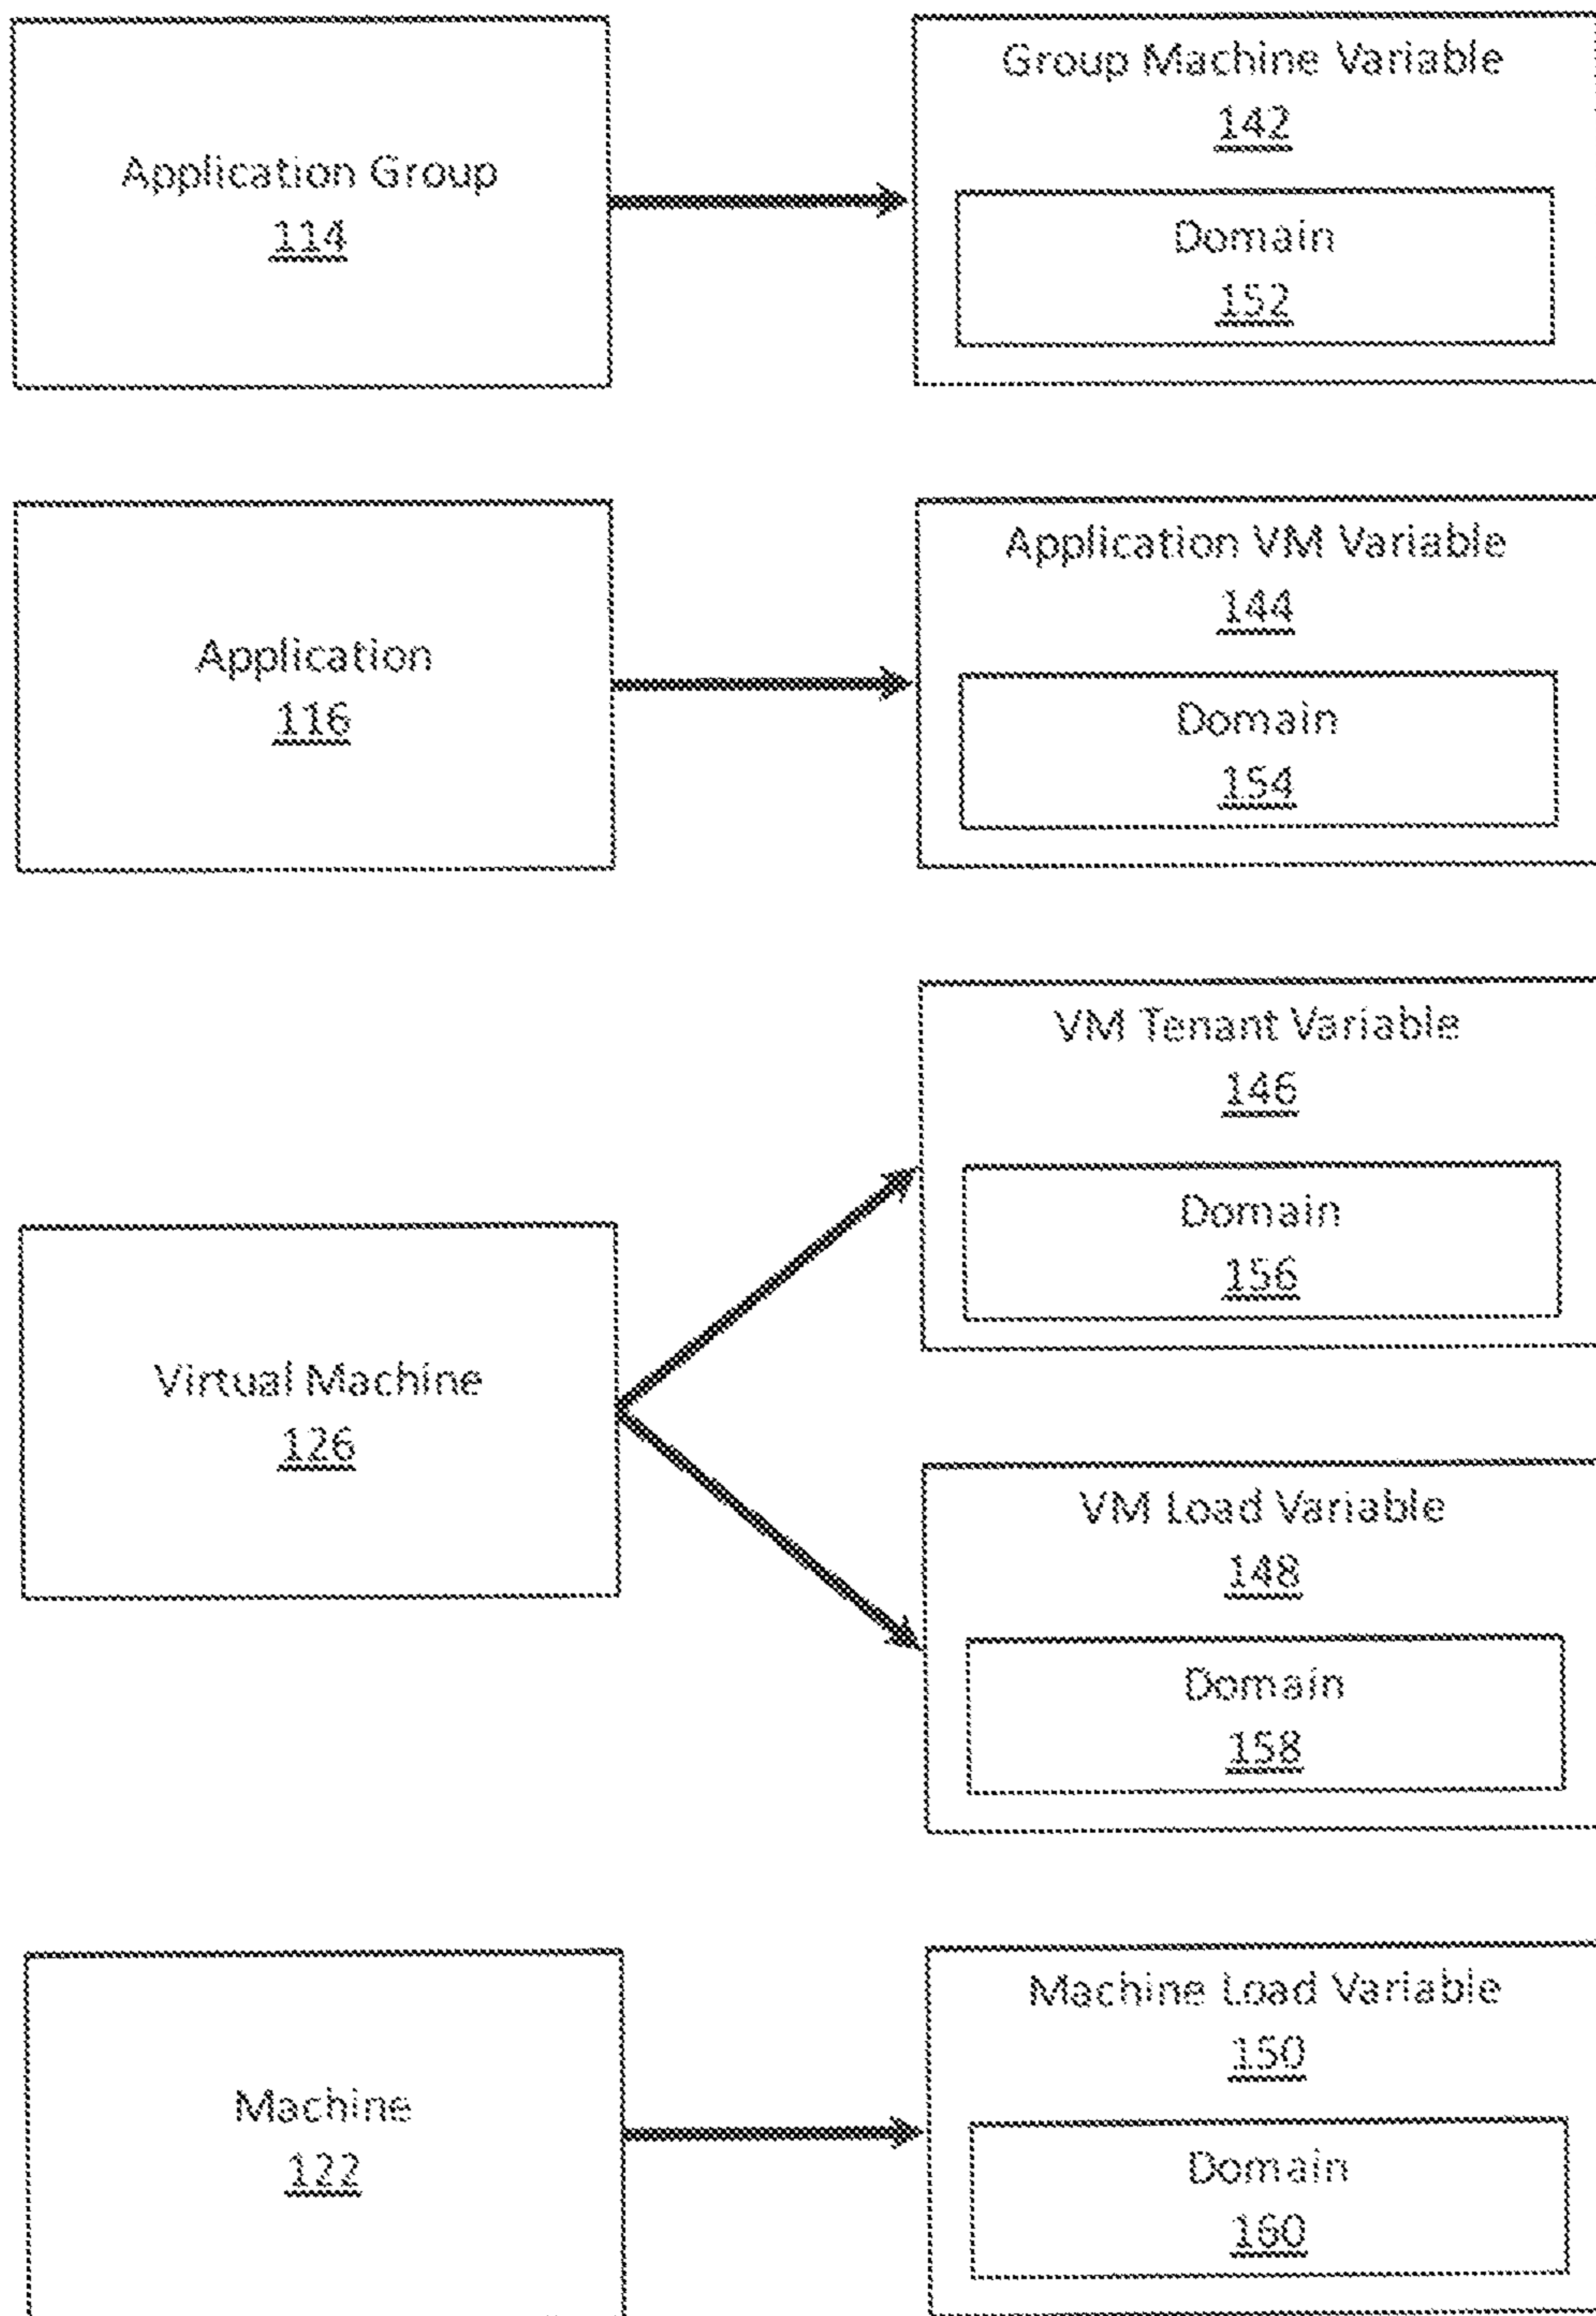 Application Group
114
Group Machine Variable
142
Domain
152
Application
116
Application VM Variable
144
Domain
154
Virtual Machine
126
VM Tenant Variable
146
Domain
156
VM Load Variable
148
Domain
158
Machine
122
Machine Load Variable
150
Domain
160